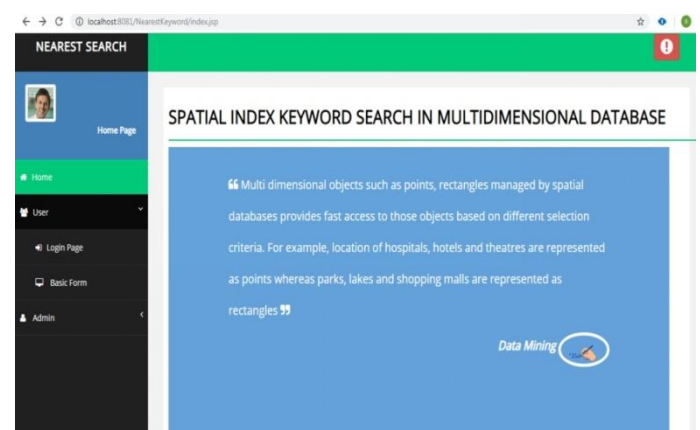 localhost:8081/NearestKeyword/index.jsp
NEAREST SEARCH
Home Page
Home
User
Login Page
Basic Form
Admin
SPATIAL INDEX KEYWORD SEARCH IN MULTIDIMENSIONAL DATABASE
❝ Multi dimensional objects such as points, rectangles managed by spatial
databases provides fast access to those objects based on different selection
criteria. For example, location of hospitals, hotels and theatres are represented
as points whereas parks, lakes and shopping malls are represented as
rectangles ❞
Data Mining